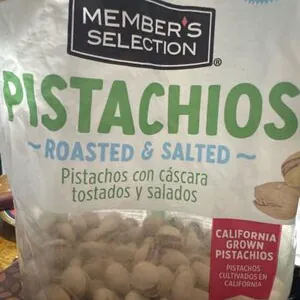 MEMBER'S
SELECTION®
PISTACHIOS
~ROASTED & SALTED~
Pistachos con cáscara
tostados y salados
CALIFORNIA
GROWN
PISTACHIOS
PISTACHOS
CULTIVADOS EN
CALIFORNIA